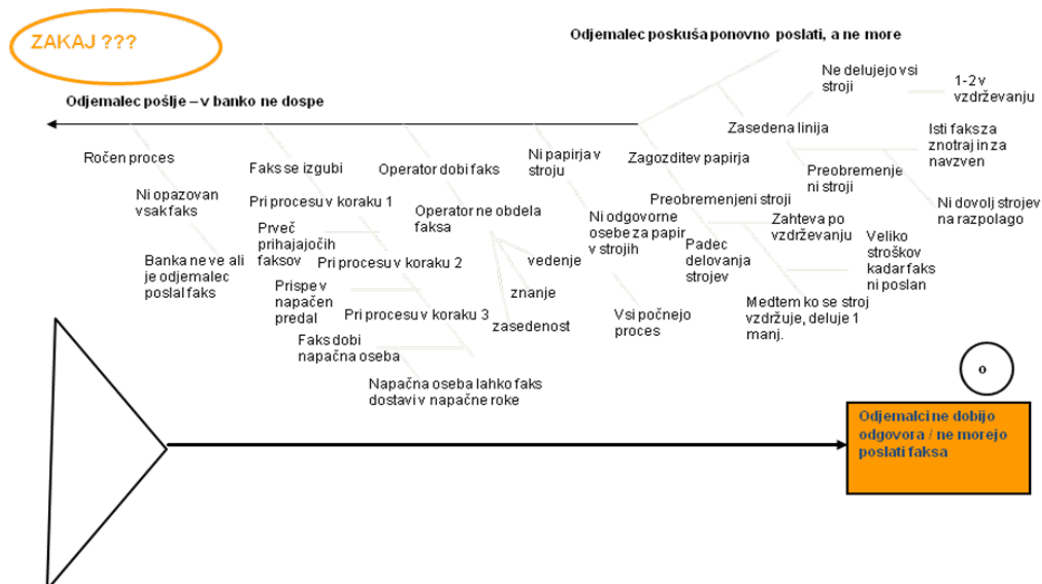 ZAKAJ ???
Odjemalec poskuša ponovno poslati, a ne more
Odjemalec pošlje – v banko ne dospe
Ne delujejo vsi
stroji
1-2 v
vzdrževanju
Zasedena linija
Isti faks za
znotraj in za
navzven
Ročen proces
Faks se izgubi
Operator dobi faks
Ni papirja v
stroju
Zagozditev papirja
Preobremenje
ni stroji
Ni opazovan
vsak faks
Pri procesu v koraku 1
Operator ne obdela
faksa
Preobremenjeni stroji
Ni dovolj strojev
na razpolago
Prveč
prihajajočih
faksov
Ni odgovorne
osebe za papir
v strojih
Zahteva po
vzdrževanju
Banka ne ve ali
je odjemalec
poslal faks
Pri procesu v koraku 2
vedenje
Padec
delovanja
strojev
Veliko
stroškov
kadar faks
ni poslan
Prispe v
napačen
predal
znanje
Pri procesu v koraku 3
zasedenost
Vsi počnejo
proces
Medtem ko se stroj
vzdržuje, deluje 1
manj.
Faks dobi
napačna oseba
Napačna oseba lahko faks
dostavi v napačne roke
o
Odjemalci ne dobijo
odgovora / ne morejo
poslati faksa